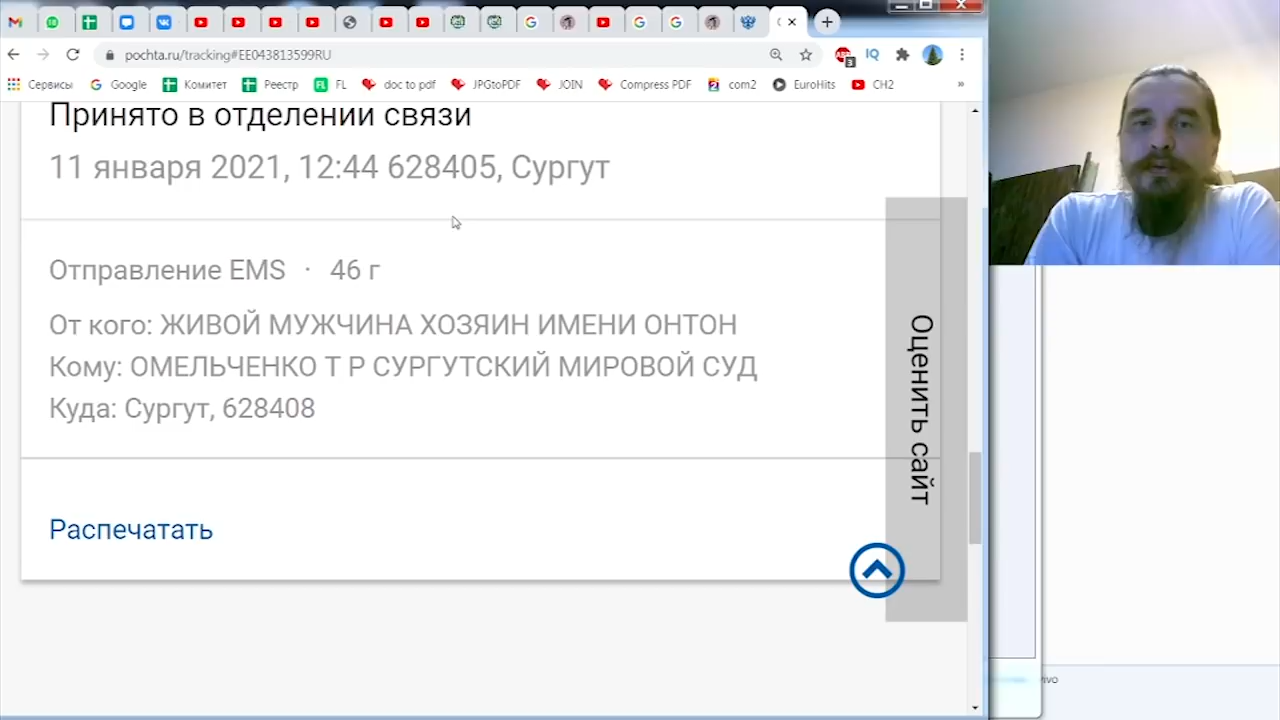 pochta.ru/tracking#EE043813599RU
Сервисы Google Комитет Реестр FL doc to pdf JPGtoPDF JOIN Compress PDF com2 EuroHits CH2 »
Принято в отделении связи
11 января 2021, 12:44 628405, Сургут
Отправление EMS · 46 г
От кого: ЖИВОЙ МУЖЧИНА ХОЗЯИН ИМЕНИ ОНТОН
Кому: ОМЕЛЬЧЕНКО Т Р СУРГУТСКИЙ МИРОВОЙ СУД
Куда: Сургут, 628408
Распечатать
Оценить сайт